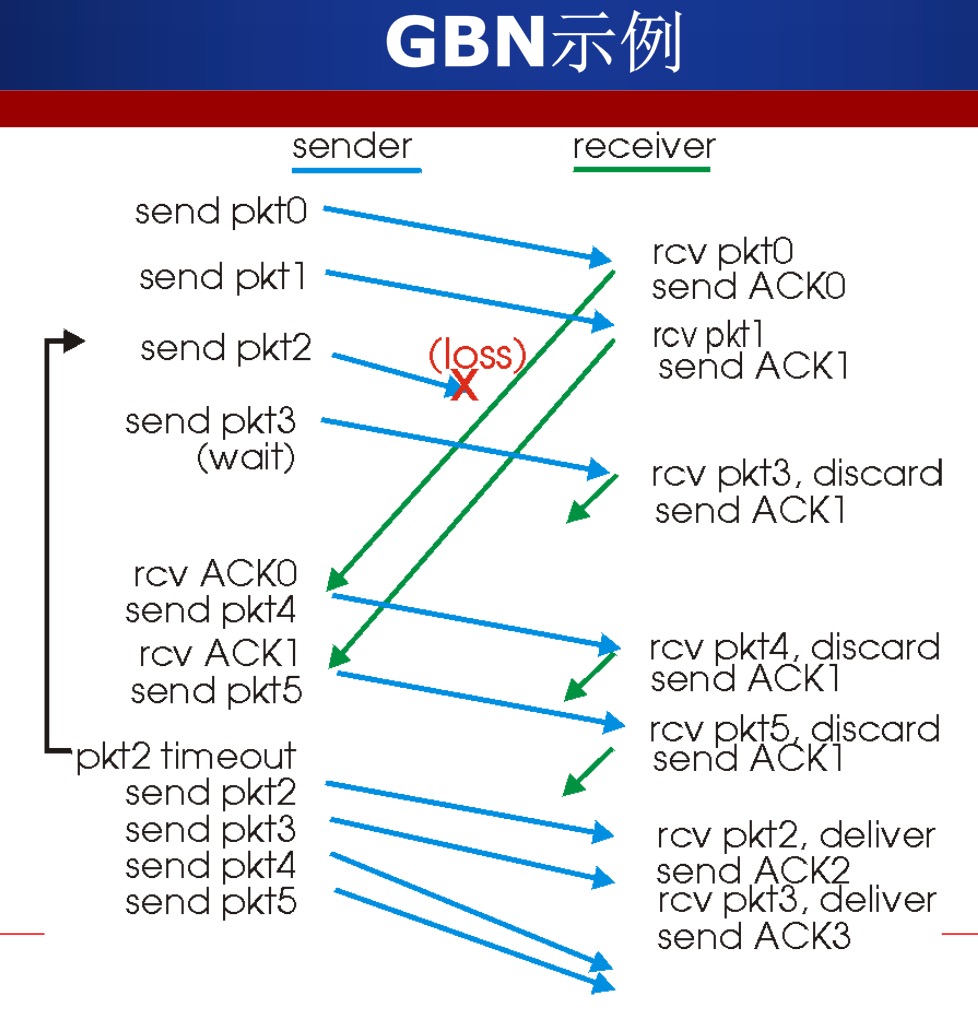 GBN示例
sender
receiver
send pkt0
send pkt1
send pkt2
send pkt3
(wait)
rcv ACK0
send pkt4
rcv ACK1
send pkt5
pkt2 timeout
send pkt2
send pkt3
send pkt4
send pkt5
(loss)
X
rcv pkt0
send ACK0
rcv pkt1
send ACK1
rcv pkt3, discard
send ACK1
rcv pkt4, discard
send ACK1
rcv pkt5, discard
send ACK1
rcv pkt2, deliver
send ACK2
rcv pkt3, deliver
send ACK3